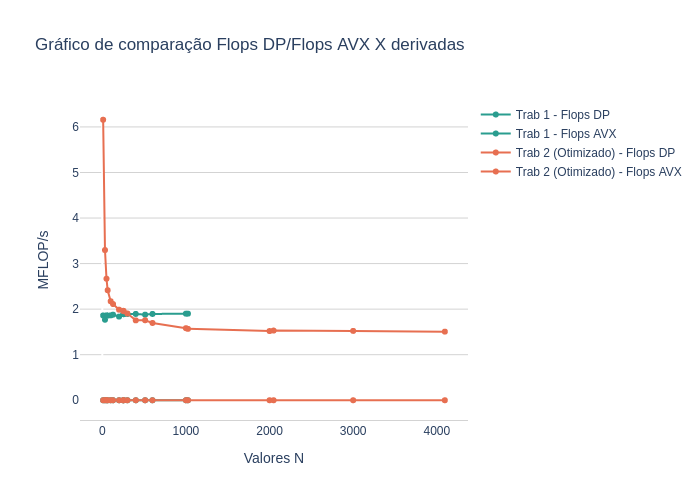 Gráfico de comparação Flops DP/Flops AVX X derivadas
Trab 1 - Flops DP
Trab 1 - Flops AVX
Trab 2 (Otimizado) - Flops DP
Trab 2 (Otimizado) - Flops AVX
MFLOP/s
6
5
4
3
2
1
0
0 1000 2000 3000 4000
Valores N